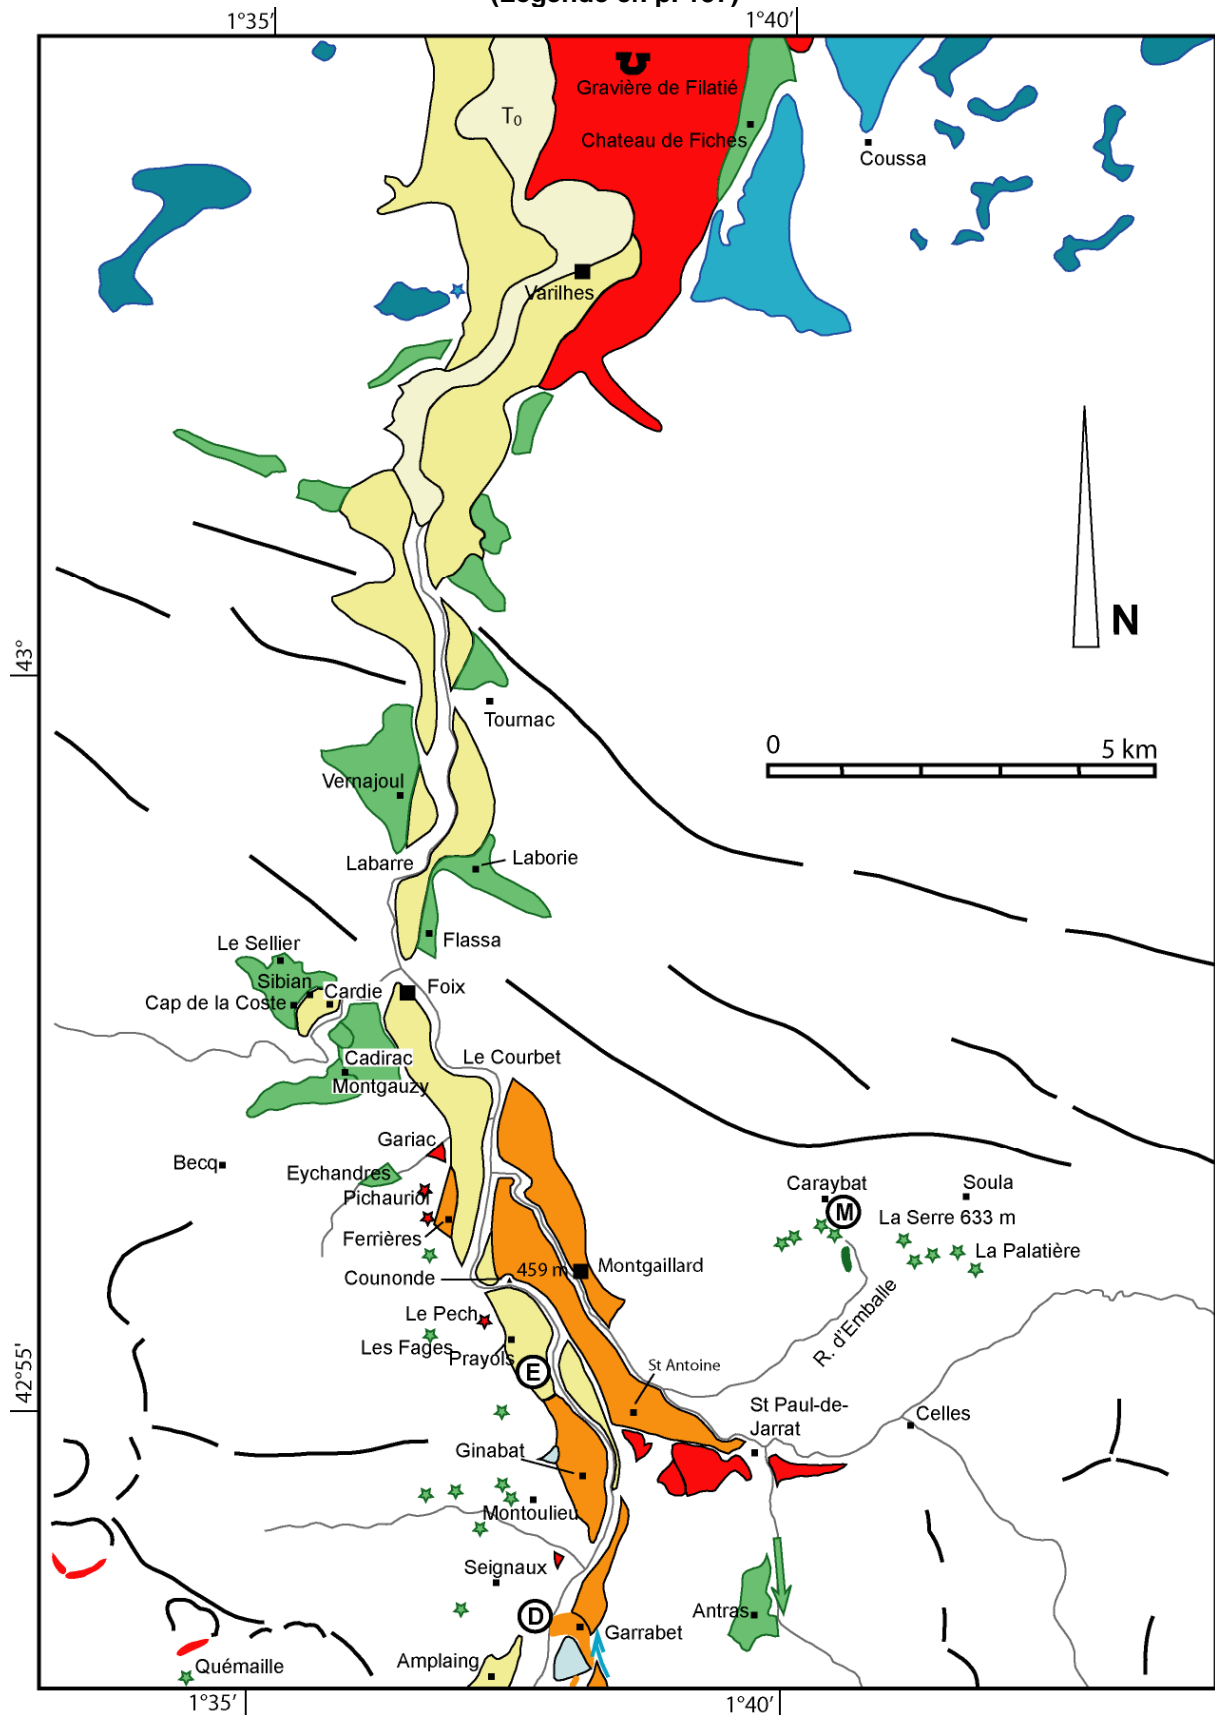 (Légende en p. 137)
1°35'
1°40'
Gravière de Filatié
T0
Chateau de Fiches
Coussa
Varilhes
N
43°
Tournac
0
5 km
Vernajoul
Labarre
Laborie
Flassa
Le Sellier
Sibian
Cardie
Cap de la Coste
Foix
Le Courbet
Cadirac
Montgauzy
Gariac
Becq
Eychandres
Pichauriol
Ferrières
Caraybat
Soula
M
La Serre 633 m
La Palatière
Counonde
459 m
Montgaillard
Le Pech
R. d'Emballe
Les Fages
Prayols
E
St Antoine
42°55'
St Paul-de-
Jarrat
Celles
Ginabat
Montoulieu
Seignaux
D
Antras
Garrabet
Amplaing
Quémaille
1°35'
1°40'